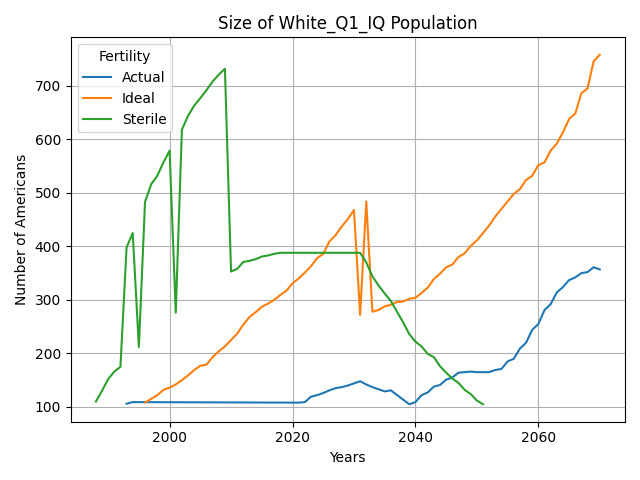 Size of White_Q1_IQ Population
Fertility
Actual
Ideal
Sterile
Number of Americans
700
600
500
400
300
200
100
2000
2020
2040
2060
Years